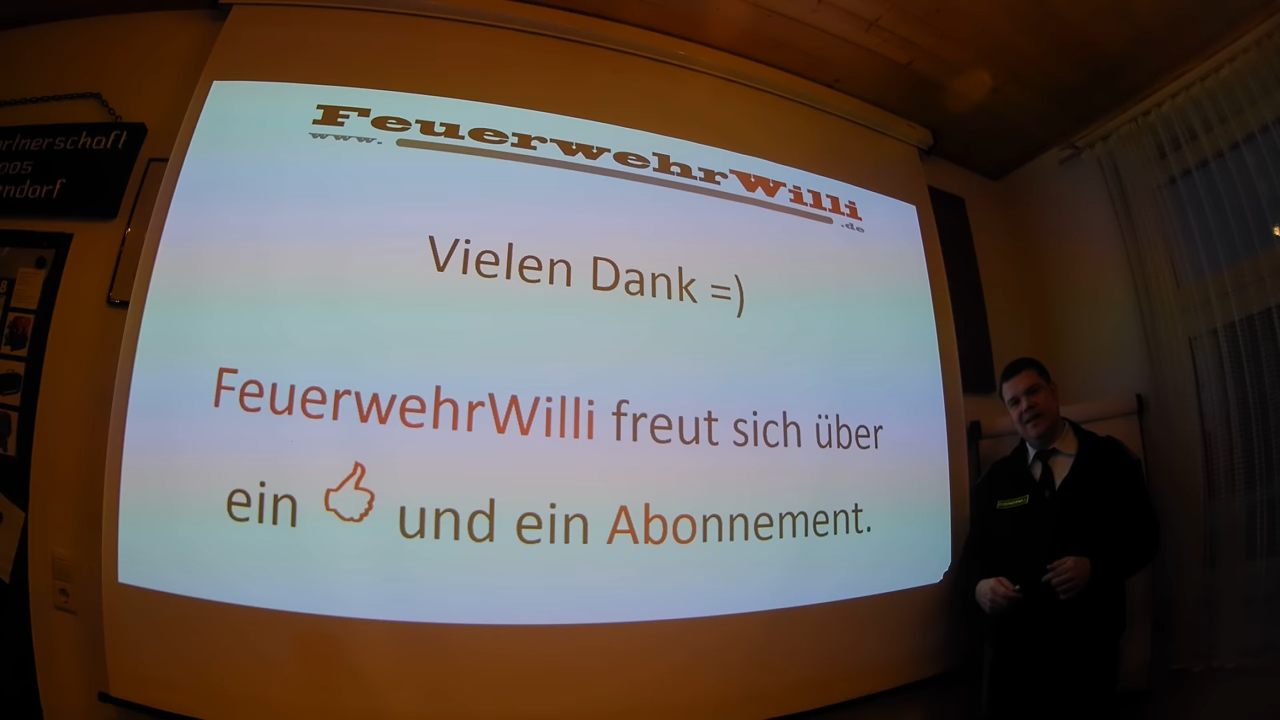 FeuerwehrWilli
www.
.de
Vielen Dank =)
FeuerwehrWilli freut sich über
ein und ein Abonnement.